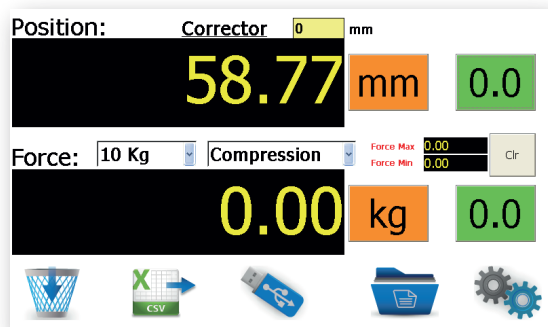 Position: Corrector 0 mm
58.77 mm 0.0
Force: 10 Kg Compression Force Max 0.00 Clr
Force Min 0.00
0.00 kg 0.0
X CSV